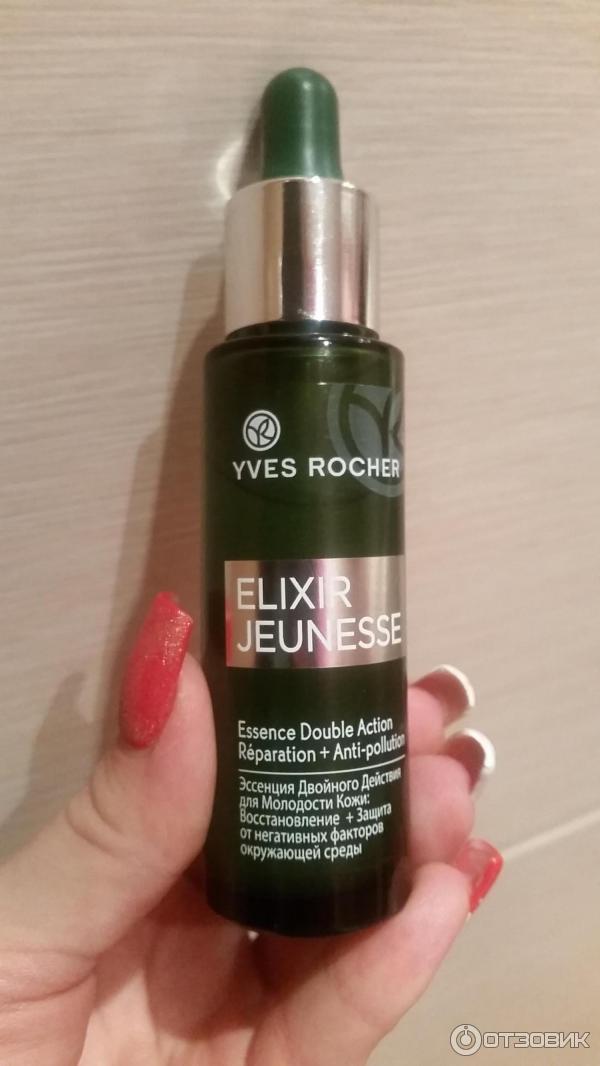 YVES ROCHER
ELIXIR
JEUNESSE
Essence Double Action
Réparation + Anti-pollution
Эссенция Двойного Действия
для Молодости Кожи:
Восстановление + Защита
от негативных факторов
окружающей среды
ОТЗОВИК